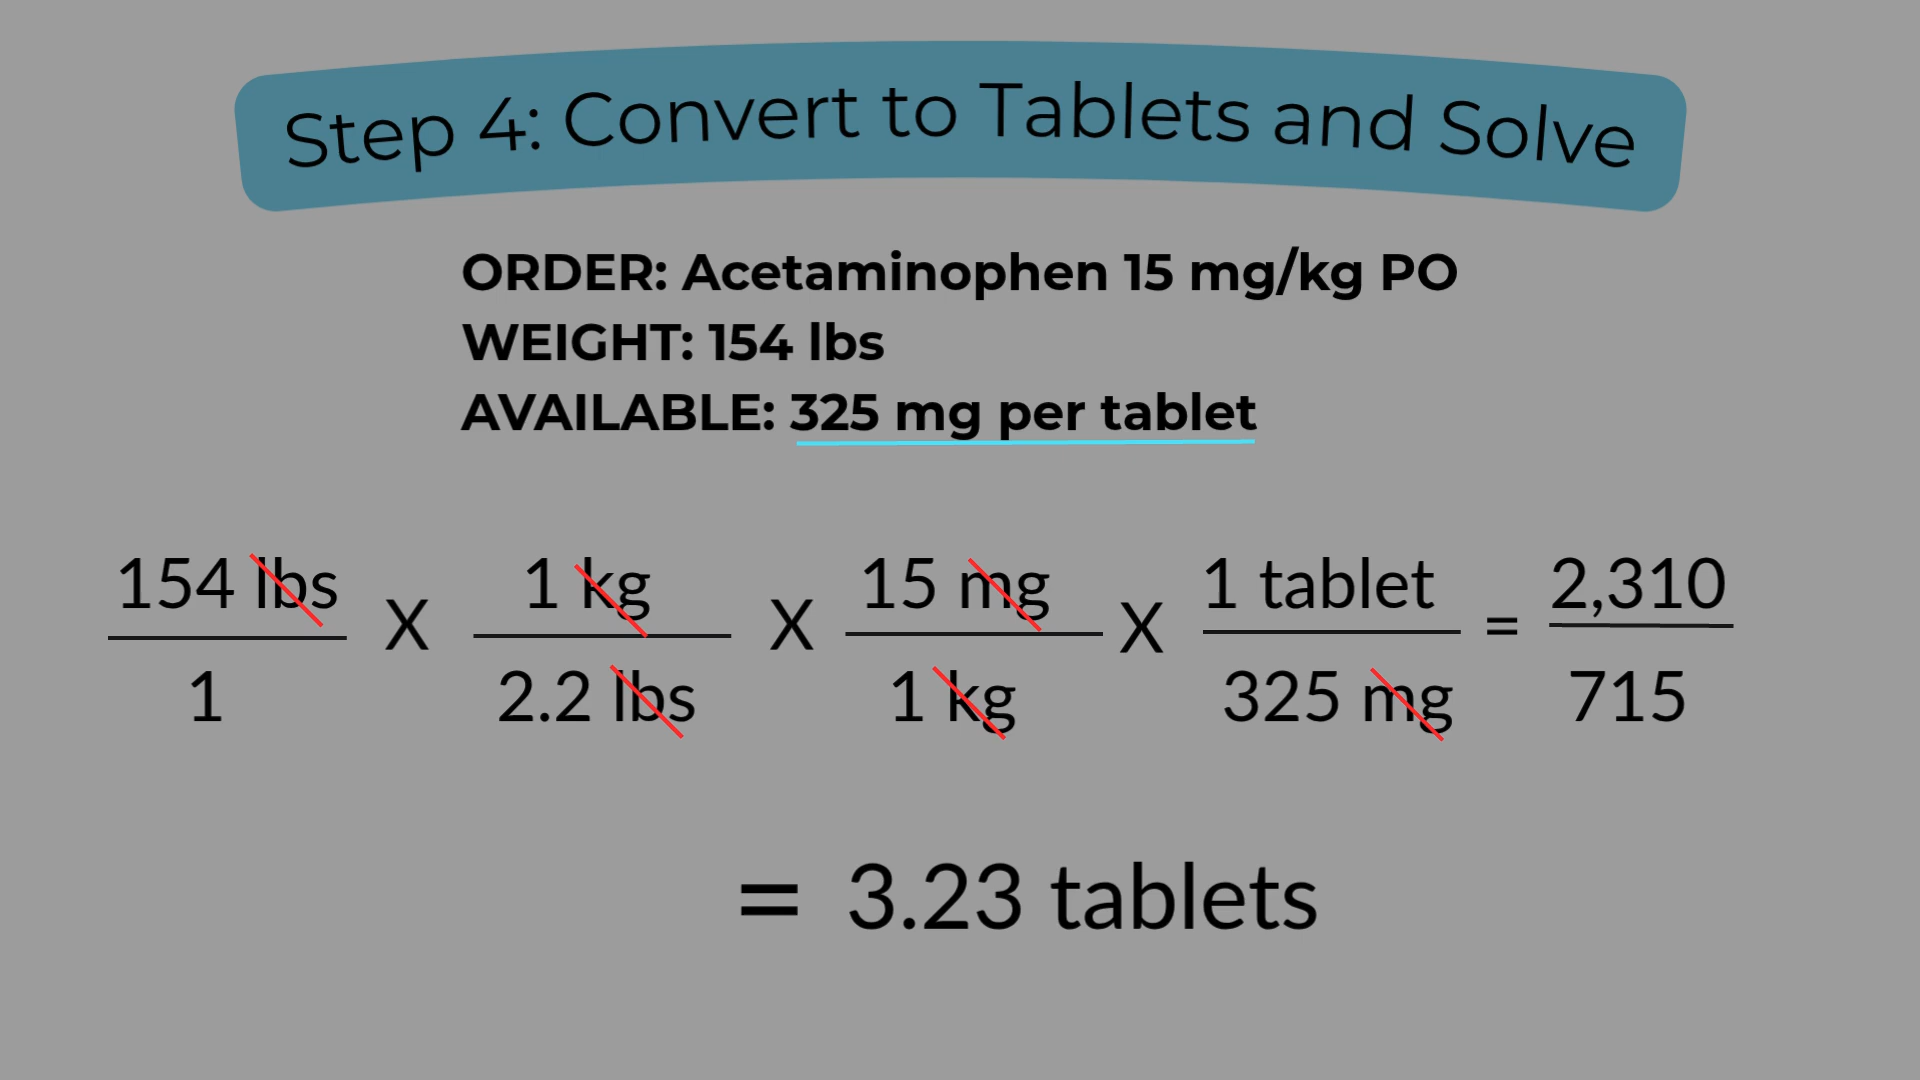 Step 4: Convert to Tablets and Solve
ORDER: Acetaminophen 15 mg/kg PO
WEIGHT: 154 lbs
AVAILABLE: 325 mg per tablet
154 lbs X 1 kg X 15 mg X 1 tablet = 2,310
1 2.2 lbs 1 kg 325 mg 715
= 3.23 tablets